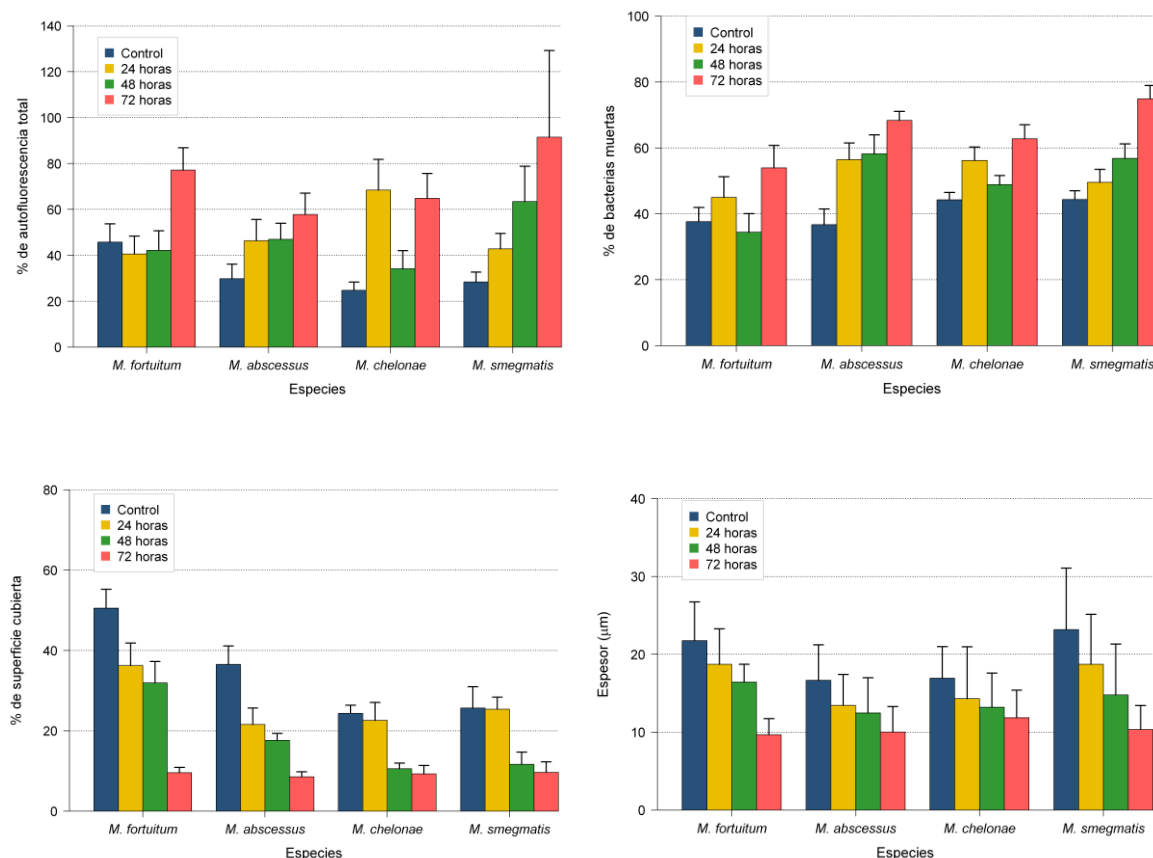 % de autofluorescencia total
140
120
100
80
60
40
20
0
Control
24 horas
48 horas
72 horas
M. fortuitum M. abscessus M. chelonae M. smegmatis
Especies
% de bacterias muertas
100
80
60
40
20
0
Control
24 horas
48 horas
72 horas
M. fortuitum M. abscessus M. chelonae M. smegmatis
Especies
% de superficie cubierta
80
60
40
20
0
Control
24 horas
48 horas
72 horas
M. fortuitum M. abscessus M. chelonae M. smegmatis
Especies
Espesor (μm)
40
30
20
10
0
Control
24 horas
48 horas
72 horas
M. fortuitum M. abscessus M. chelonae M. smegmatis
Especies